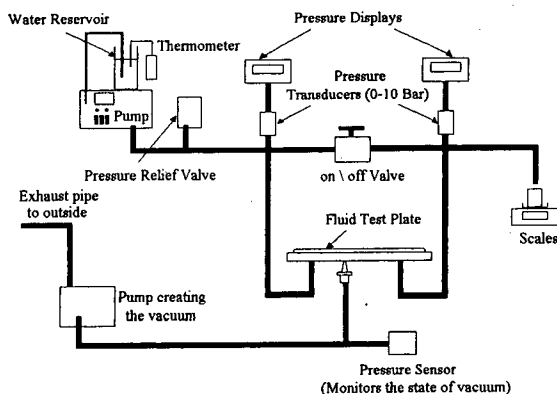 Water Reservoir
Thermometer
Pump
Pressure Relief Valve
Pressure Displays
Pressure
Transducers (0-10 Bar)
on \ off Valve
Scales
Exhaust pipe
to outside
Fluid Test Plate
Pump creating
the vacuum
Pressure Sensor
(Monitors the state of vacuum)